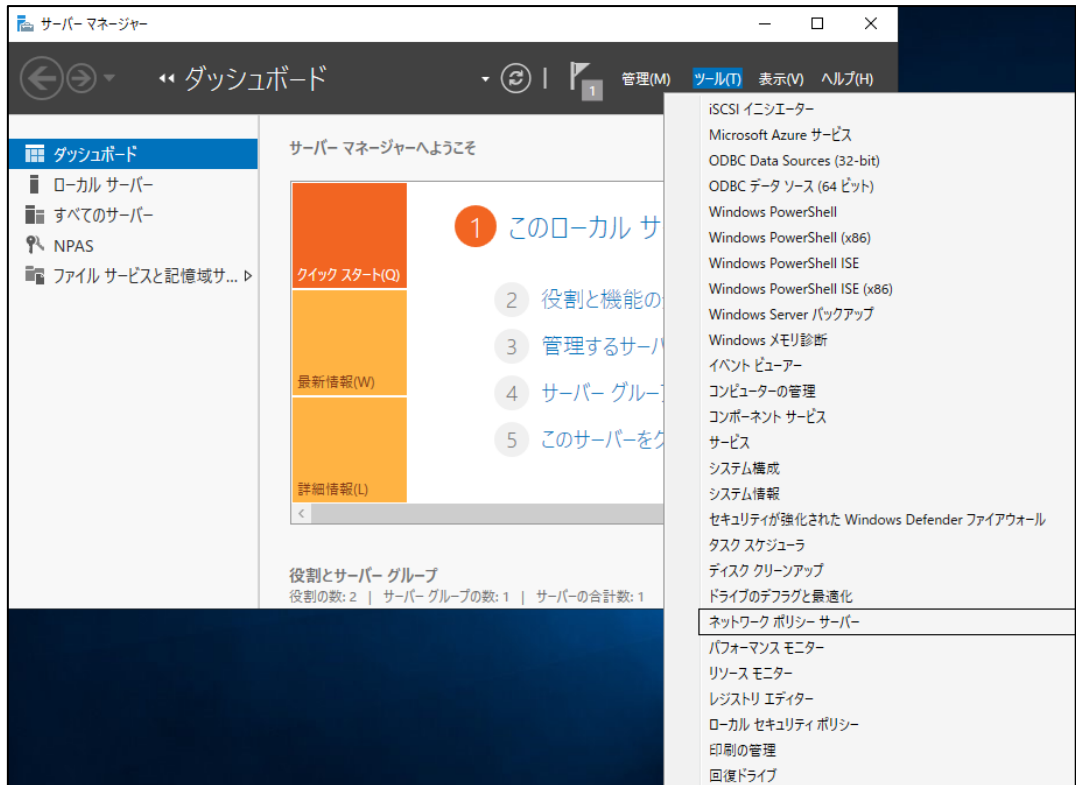 サーバー マネージャー
ダッシュボード
1
管理(M) ツール(T) 表示(V) ヘルプ(H)
ダッシュボード
ローカル サーバー
すべてのサーバー
NPAS
ファイル サービスと記憶域サ...
サーバー マネージャーへようこそ
クイック スタート(Q)
最新情報(W)
詳細情報(L)
1 このローカル サ
2 役割と機能の
3 管理するサーバ
4 サーバー グルー
5 このサーバーをク
役割とサーバー グループ
役割の数: 2 | サーバー グループの数: 1 | サーバーの合計数: 1
iSCSI イニシエーター
Microsoft Azure サービス
ODBC Data Sources (32-bit)
ODBC データ ソース (64 ビット)
Windows PowerShell
Windows PowerShell (x86)
Windows PowerShell ISE
Windows PowerShell ISE (x86)
Windows Server バックアップ
Windows メモリ診断
イベント ビューアー
コンピューターの管理
コンポーネント サービス
サービス
システム構成
システム情報
セキュリティが強化された Windows Defender ファイアウォール
タスク スケジューラ
ディスク クリーンアップ
ドライブのデフラグと最適化
ネットワーク ポリシー サーバー
パフォーマンス モニター
リソース モニター
レジストリ エディター
ローカル セキュリティ ポリシー
印刷の管理
回復ドライブ